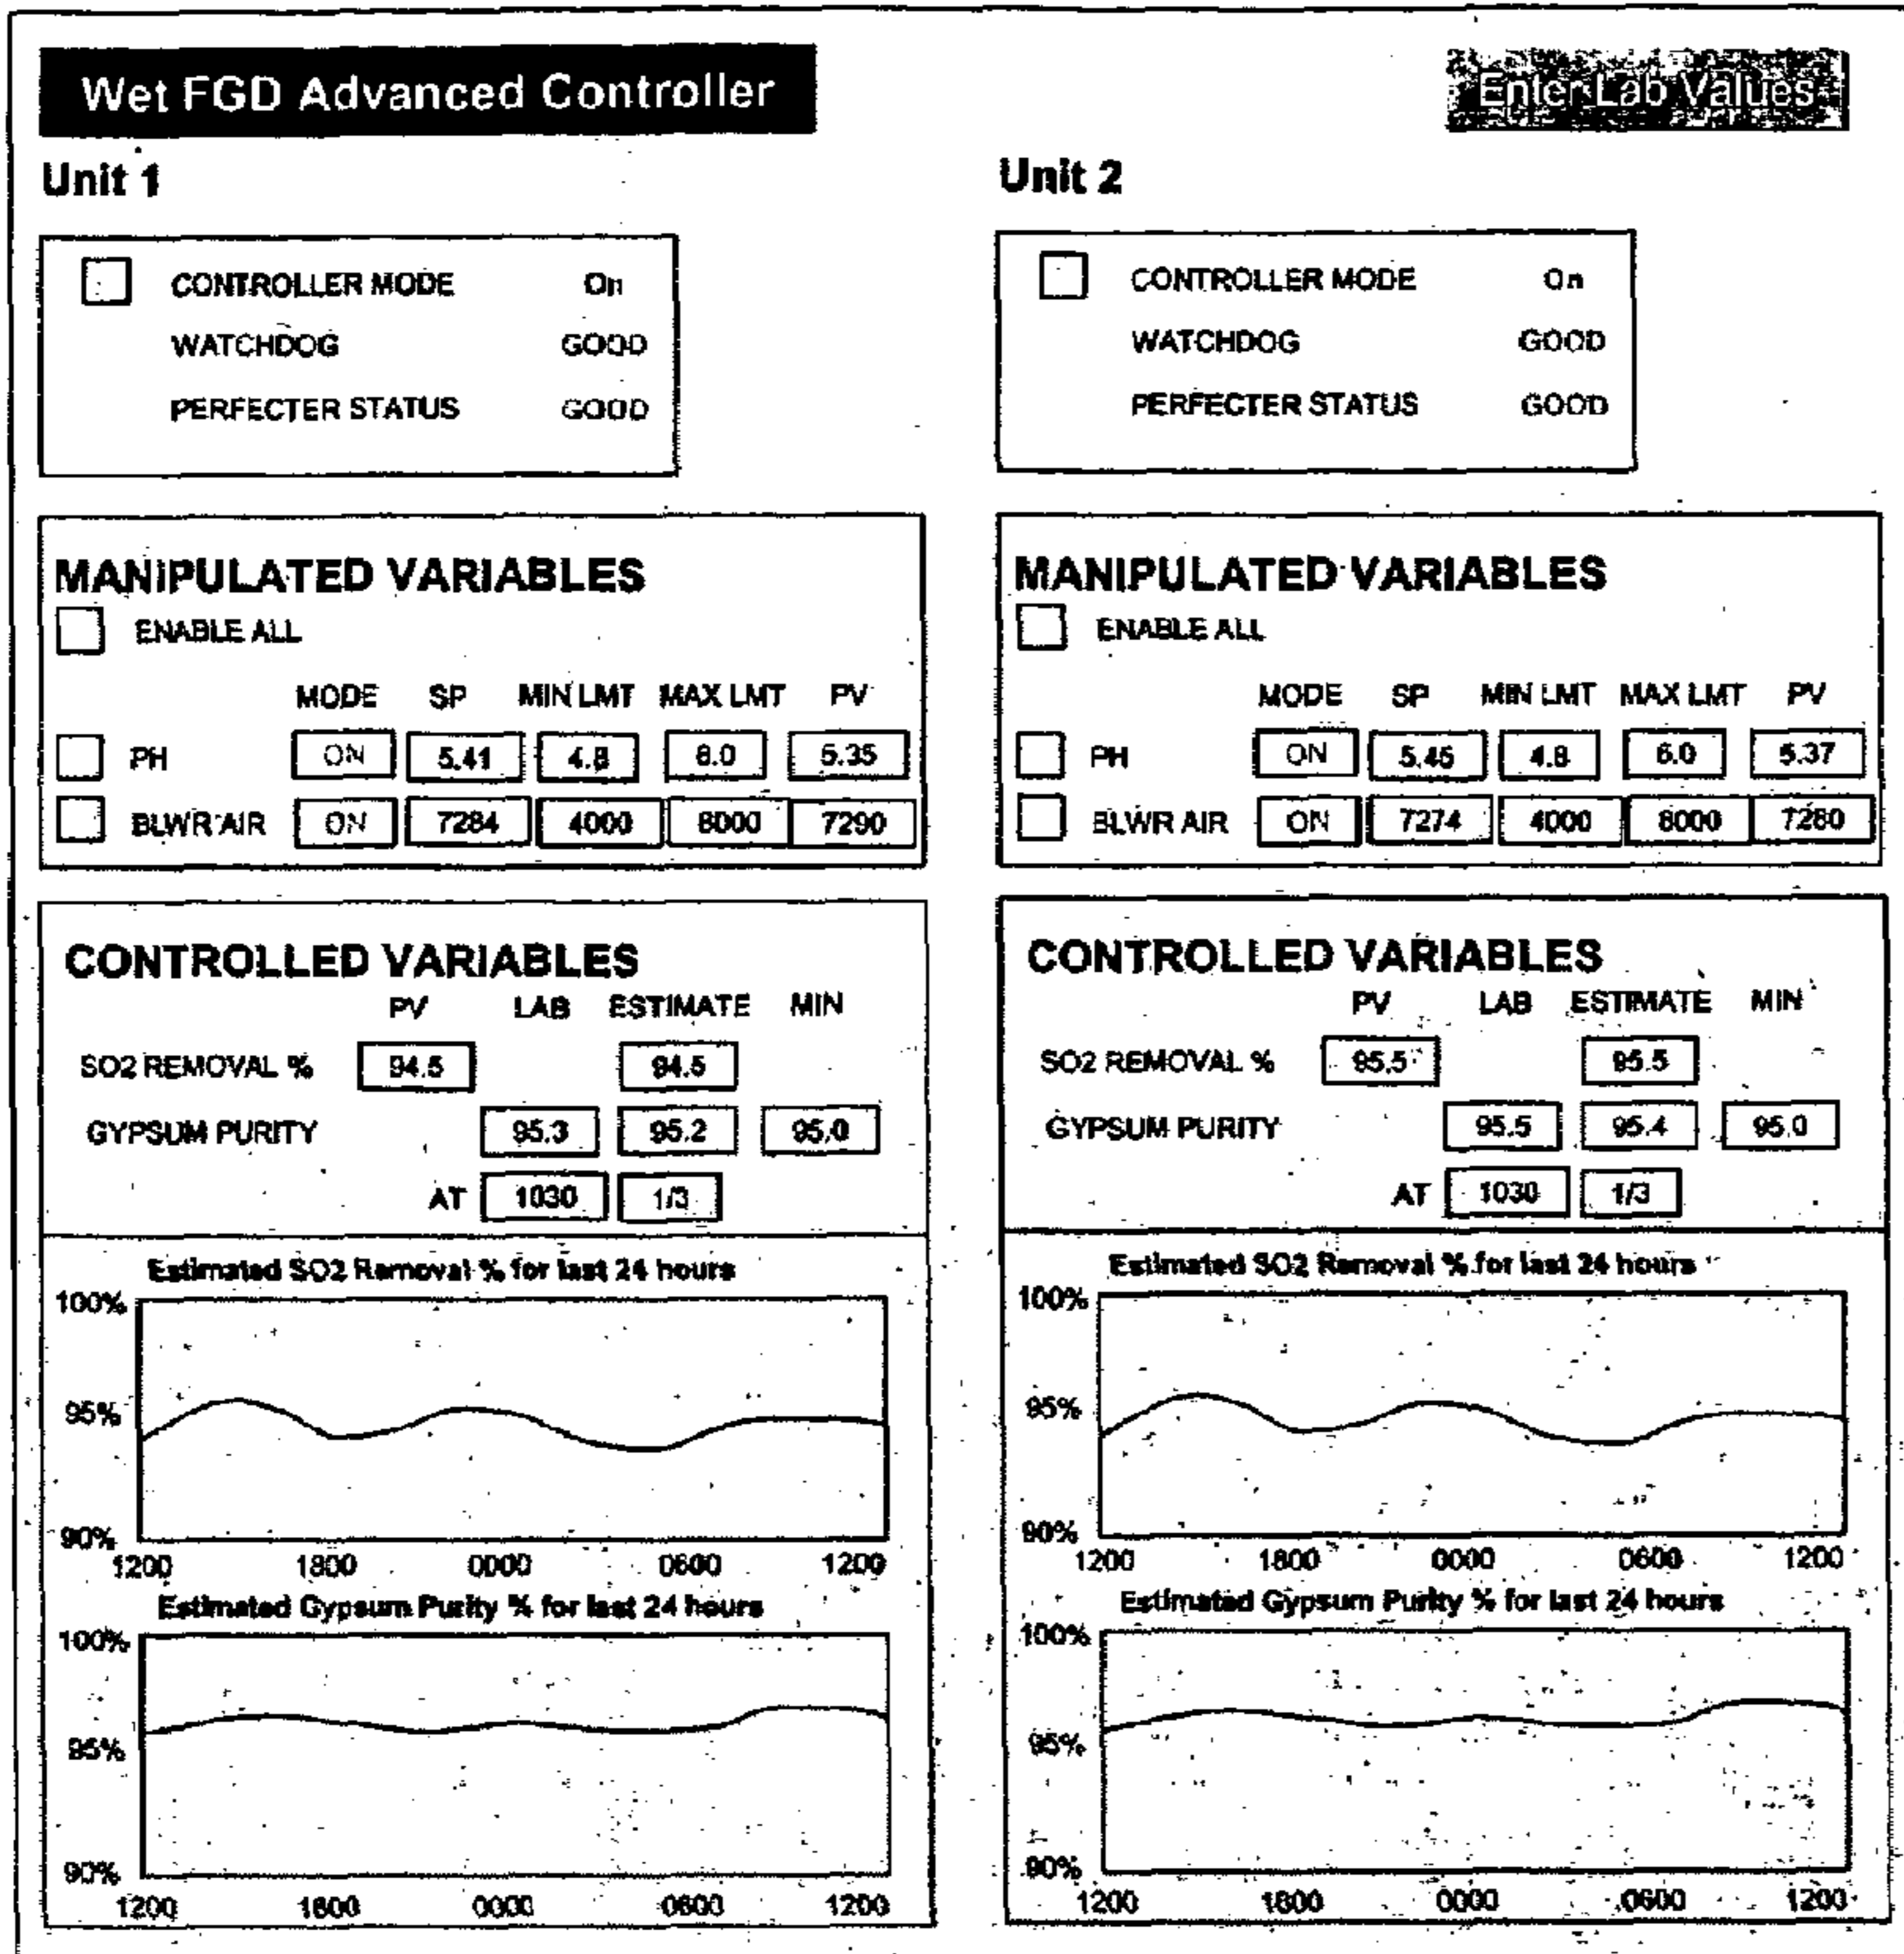 Wet FGD Advanced Controller
Enter Lab Values
Unit 1
CONTROLLER MODE On
WATCHDOG GOOD
PERFECTER STATUS GOOD
MANIPULATED VARIABLES
ENABLE ALL
MODE SP MIN LMT MAX LMT PV
PH ON 5.41 4.8 6.0 5.35
BLWR AIR ON 7284 4000 8000 7290
CONTROLLED VARIABLES
PV LAB ESTIMATE MIN
SO2 REMOVAL % 94.5 94.5
GYPSUM PURITY 95.3 95.2 95.0
AT 1030 1/3
Estimated SO2 Removal % for last 24 hours
100%
95%
90%
1200 1800 0000 0600 1200
Estimated Gypsum Purity % for last 24 hours
100%
95%
90%
1200 1800 0000 0600 1200
Unit 2
CONTROLLER MODE On
WATCHDOG GOOD
PERFECTER STATUS GOOD
MANIPULATED VARIABLES
ENABLE ALL
MODE SP MIN LMT MAX LMT PV
PH ON 5.45 4.8 6.0 5.37
BLWR AIR ON 7274 4000 8000 7280
CONTROLLED VARIABLES
PV LAB ESTIMATE MIN
SO2 REMOVAL % 95.5 95.5
GYPSUM PURITY 95.5 95.4 95.0
AT 1030 1/3
Estimated SO2 Removal % for last 24 hours
100%
95%
90%
1200 1800 0000 0600 1200
Estimated Gypsum Purity % for last 24 hours
100%
95%
90%
1200 1800 0000 0600 1200